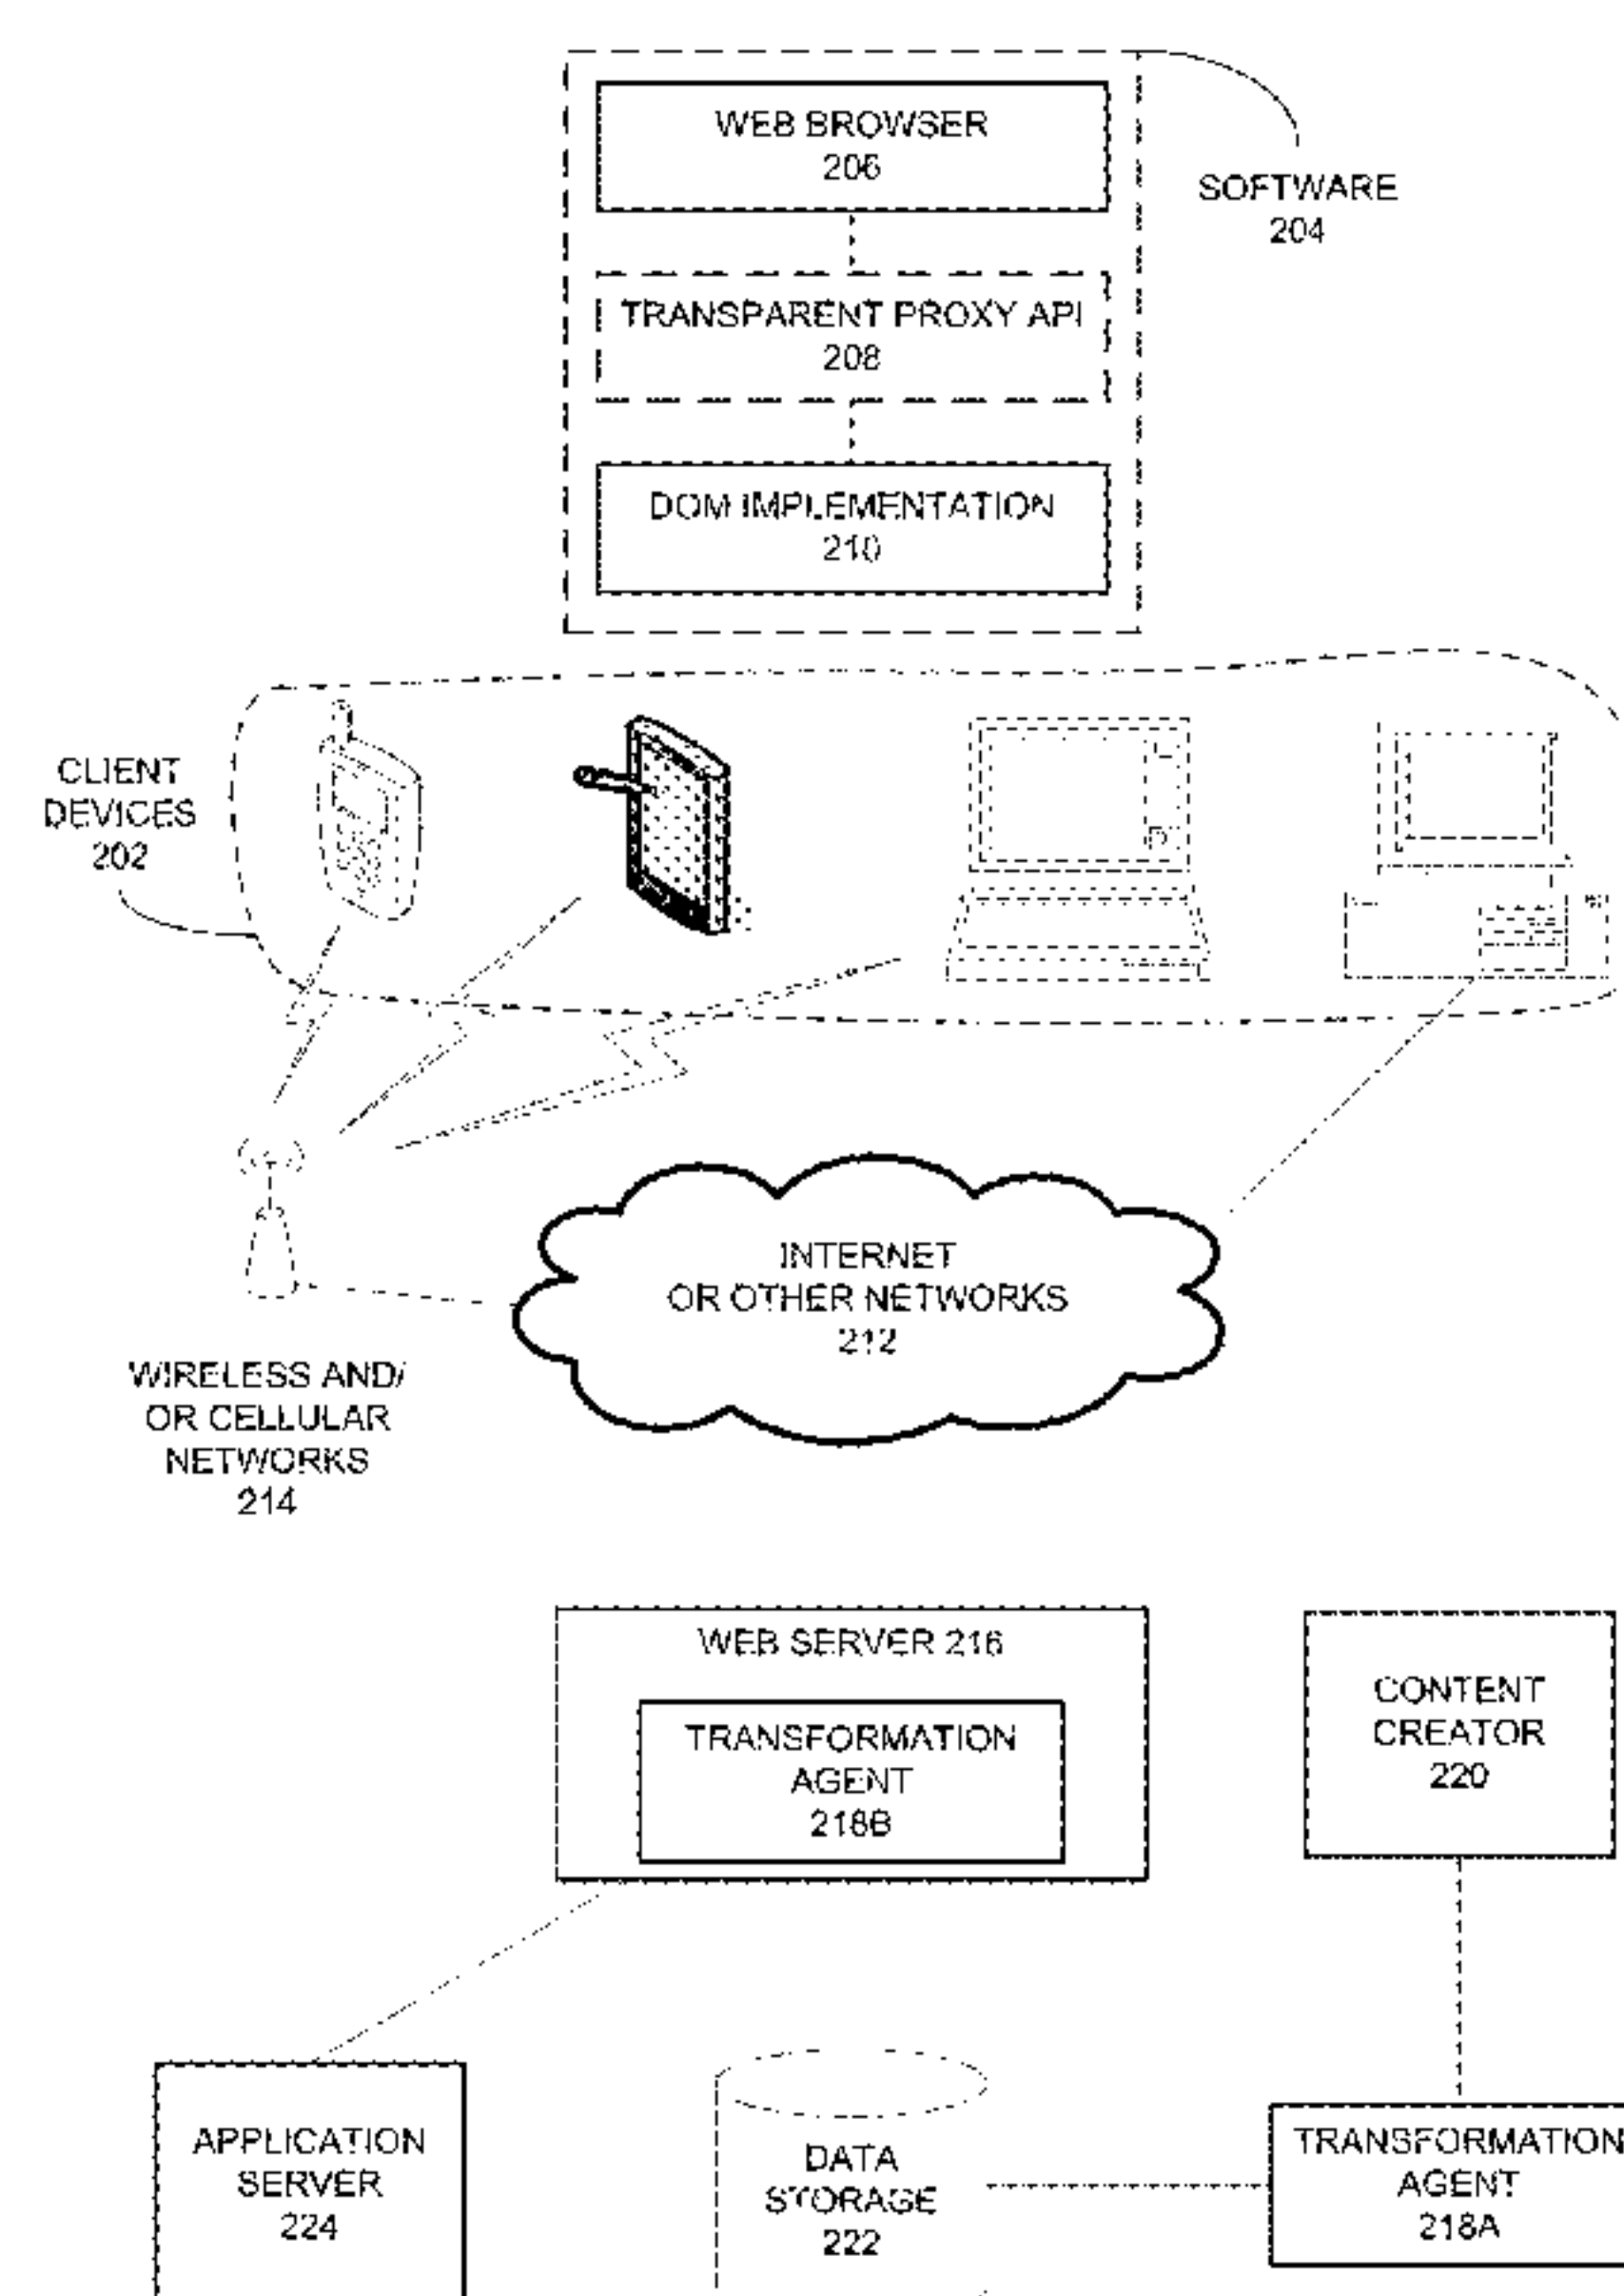 WEB BROWSER
206
SOFTWARE
204
TRANSPARENT PROXY API
208
DOM IMPLEMENTATION
210
CLIENT
DEVICES
202
INTERNET
OR OTHER NETWORKS
212
WIRELESS AND/
OR CELLULAR
NETWORKS
214
WEB SERVER 216
TRANSFORMATION
AGENT
218B
CONTENT
CREATOR
220
APPLICATION
SERVER
224
DATA
STORAGE
222
TRANSFORMATION
AGENT
218A